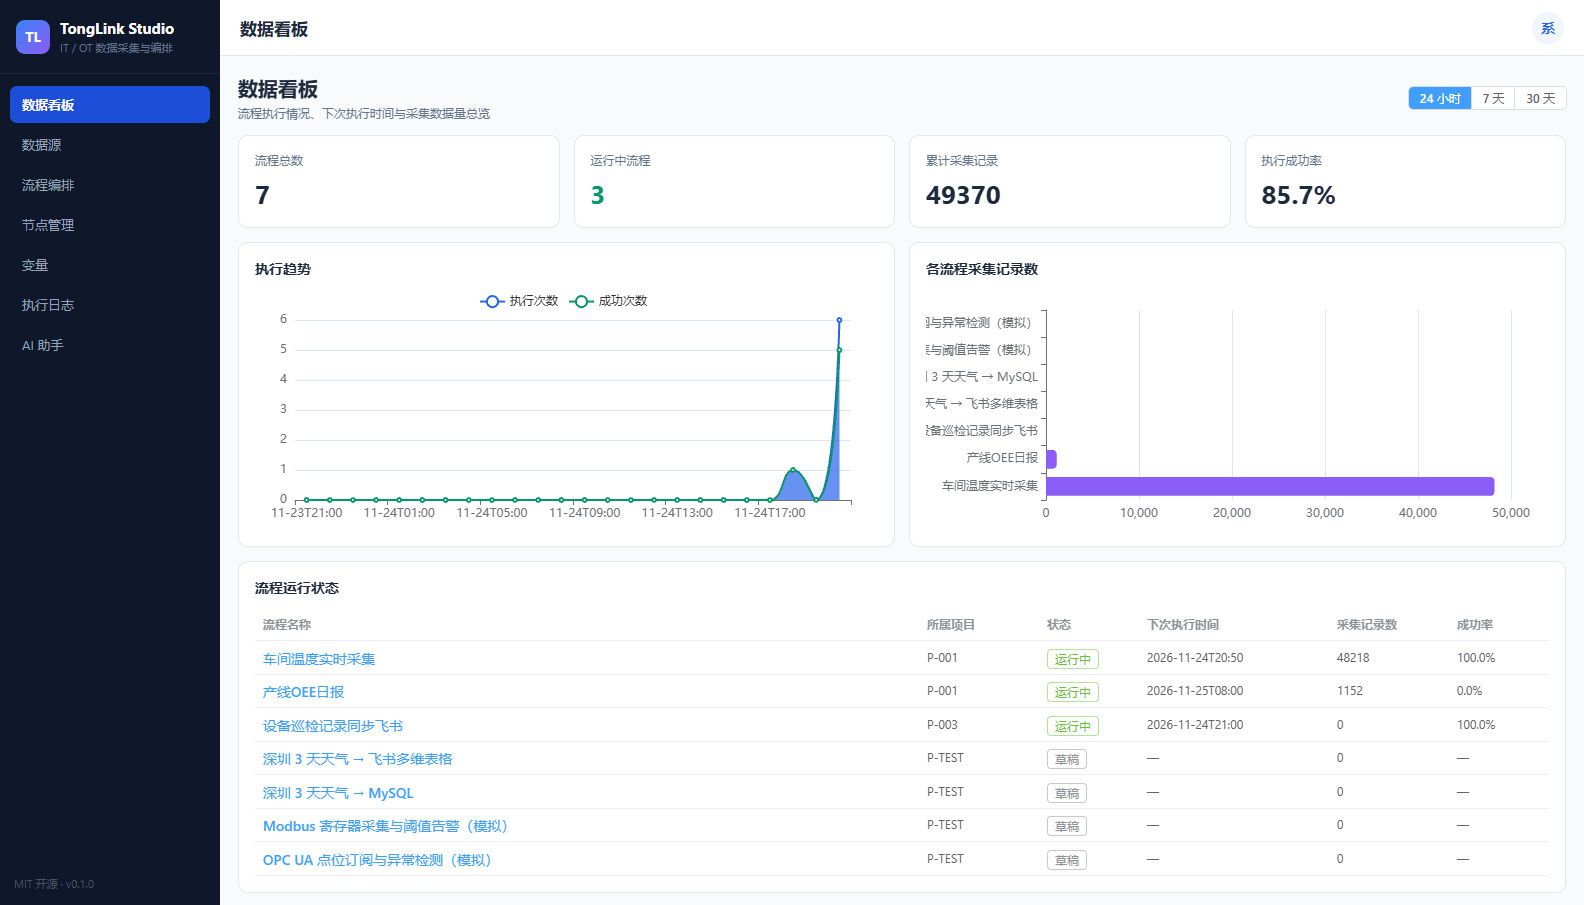 TL
TongLink Studio
IT / OT 数据采集与编排
数据看板
数据源
流程编排
节点管理
变量
执行日志
AI 助手
MIT 开源 · v0.1.0
数据看板
系
数据看板
流程执行情况、下次执行时间与采集数据量总览
24 小时 7 天 30 天
流程总数
7
运行中流程
3
累计采集记录
49370
执行成功率
85.7%
执行趋势
执行次数 成功次数
6
5
4
3
2
1
0
11-23T21:00 11-24T01:00 11-24T05:00 11-24T09:00 11-24T13:00 11-24T17:00
各流程采集记录数
与异常检测（模拟）
与阈值告警（模拟）
3 天天气 → MySQL
天气 → 飞书多维表格
设备巡检记录同步飞书
产线OEE日报
车间温度实时采集
0 10,000 20,000 30,000 40,000 50,000
流程运行状态
流程名称 所属项目 状态 下次执行时间 采集记录数 成功率
车间温度实时采集 P-001 运行中 2026-11-24T20:50 48218 100.0%
产线OEE日报 P-001 运行中 2026-11-25T08:00 1152 0.0%
设备巡检记录同步飞书 P-003 运行中 2026-11-24T21:00 0 100.0%
深圳 3 天天气 → 飞书多维表格 P-TEST 草稿 — 0 —
深圳 3 天天气 → MySQL P-TEST 草稿 — 0 —
Modbus 寄存器采集与阈值告警（模拟） P-TEST 草稿 — 0 —
OPC UA 点位订阅与异常检测（模拟） P-TEST 草稿 — 0 —